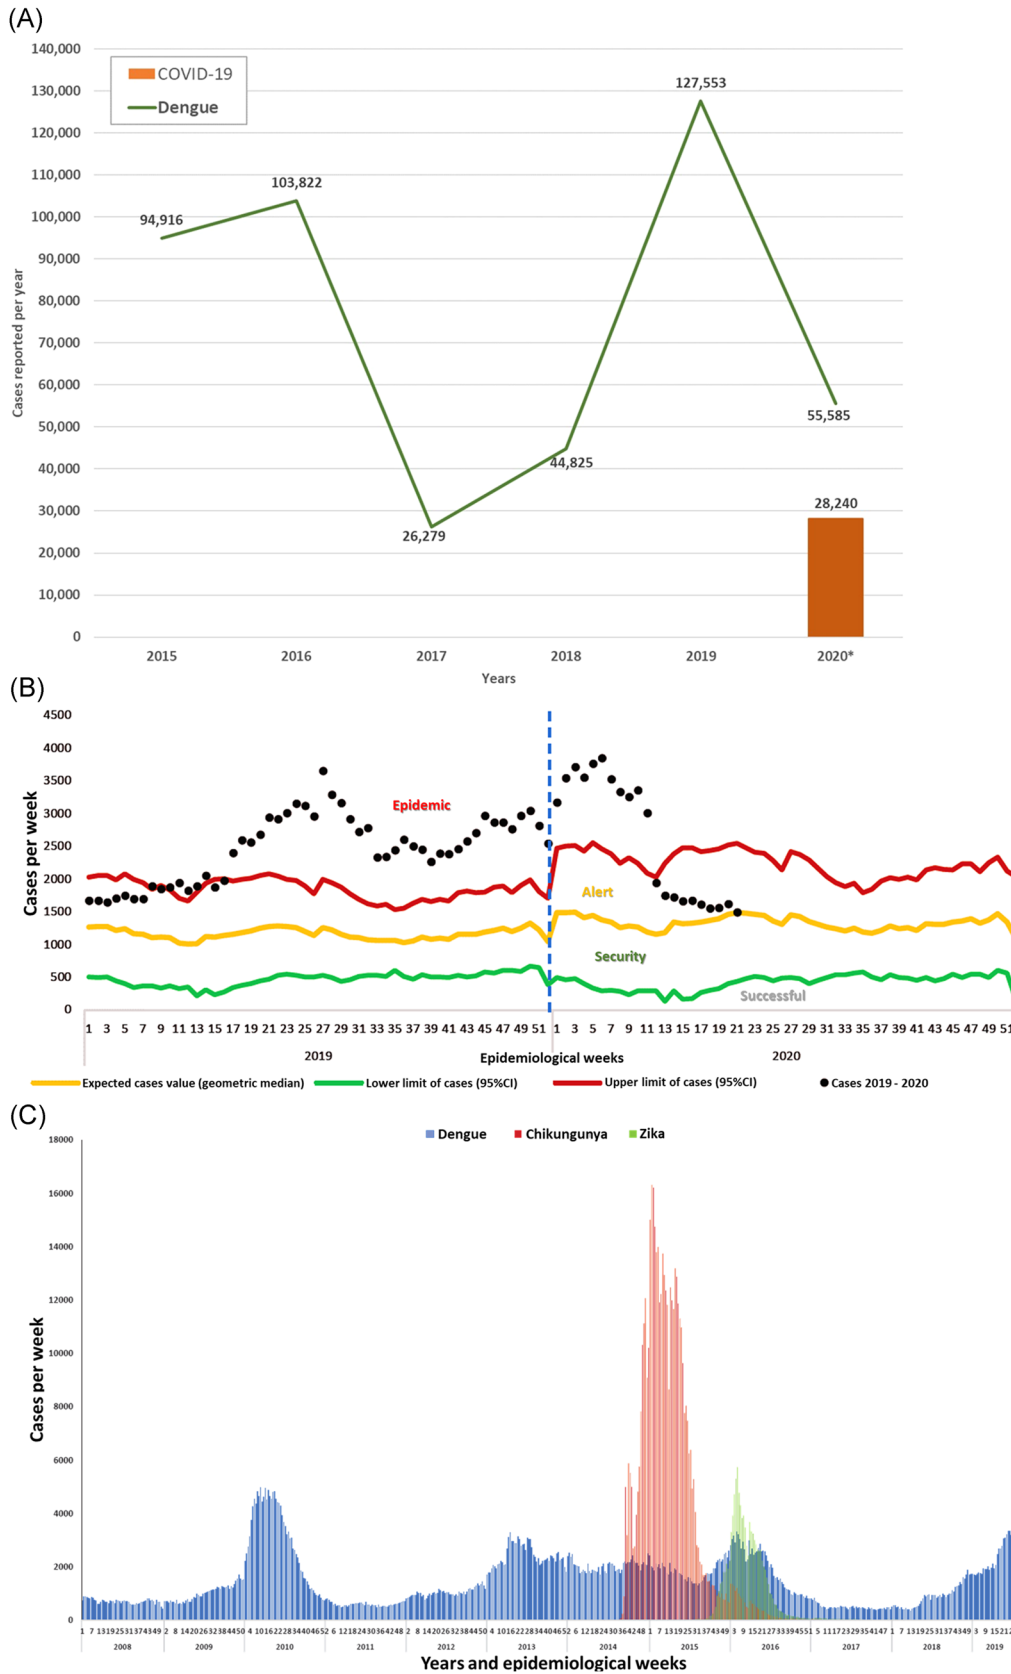 (A)
140,000
130,000
120,000
110,000
100,000
90,000
80,000
70,000
60,000
50,000
40,000
30,000
20,000
10,000
0
Cases reported per year
COVID-19
Dengue
94,916
103,822
26,279
44,825
127,553
55,585
28,240
2015 2016 2017 2018 2019 2020*
Years
(B)
4500
4000
3500
3000
2500
2000
1500
1000
500
0
Cases per week
Epidemic
Alert
Security
Successful
1 3 5 7 9 11 13 15 17 19 21 23 25 27 29 31 33 35 37 39 41 43 45 47 49 51 1 3 5 7 9 11 13 15 17 19 21 23 25 27 29 31 33 35 37 39 41 43 45 47 49 51
2019 Epidemiological weeks 2020
Expected cases value (geometric median) Lower limit of cases (95%CI) Upper limit of cases (95%CI) Cases 2019 - 2020
(C)
Dengue Chikungunya Zika
18000
16000
14000
12000
10000
8000
6000
4000
2000
0
Cases per week
2008 2009 2010 2011 2012 2013 2014 2015 2016 2017 2018 2019
Years and epidemiological weeks